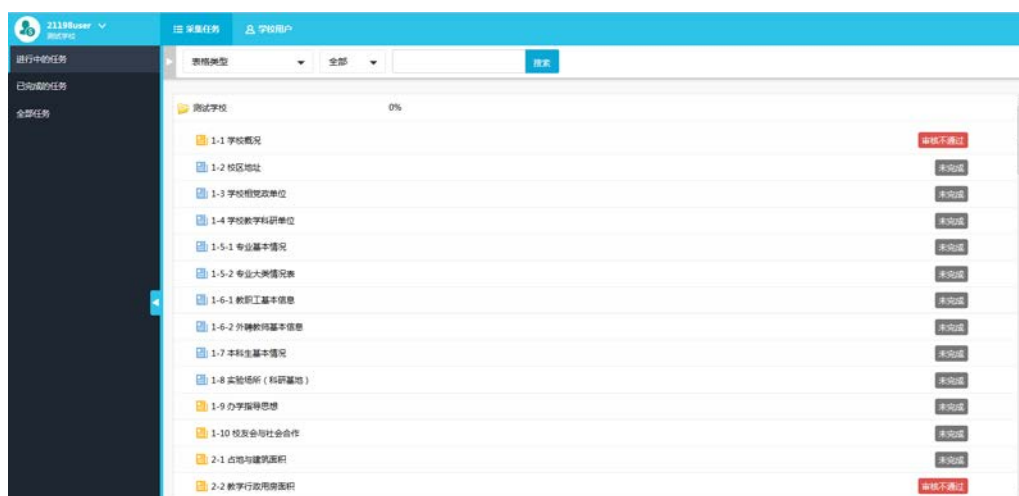 21198user
测试学校
采集任务
学校用户
进行中的任务
已完成的任务
全部任务
表格类型
全部
搜索
测试学校 0%
1-1 学校概况 审核不通过
1-2 校区地址 未完成
1-3 学校相关党政单位 未完成
1-4 学校教学科研单位 未完成
1-5-1 专业基本情况 未完成
1-5-2 专业大类情况表 未完成
1-6-1 教职工基本信息 未完成
1-6-2 外聘教师基本信息 未完成
1-7 本科生基本情况 未完成
1-8 实验场所（科研基地） 未完成
1-9 办学指导思想 未完成
1-10 校友会与社会合作 未完成
2-1 占地与建筑面积 未完成
2-2 教学行政用房面积 审核不通过